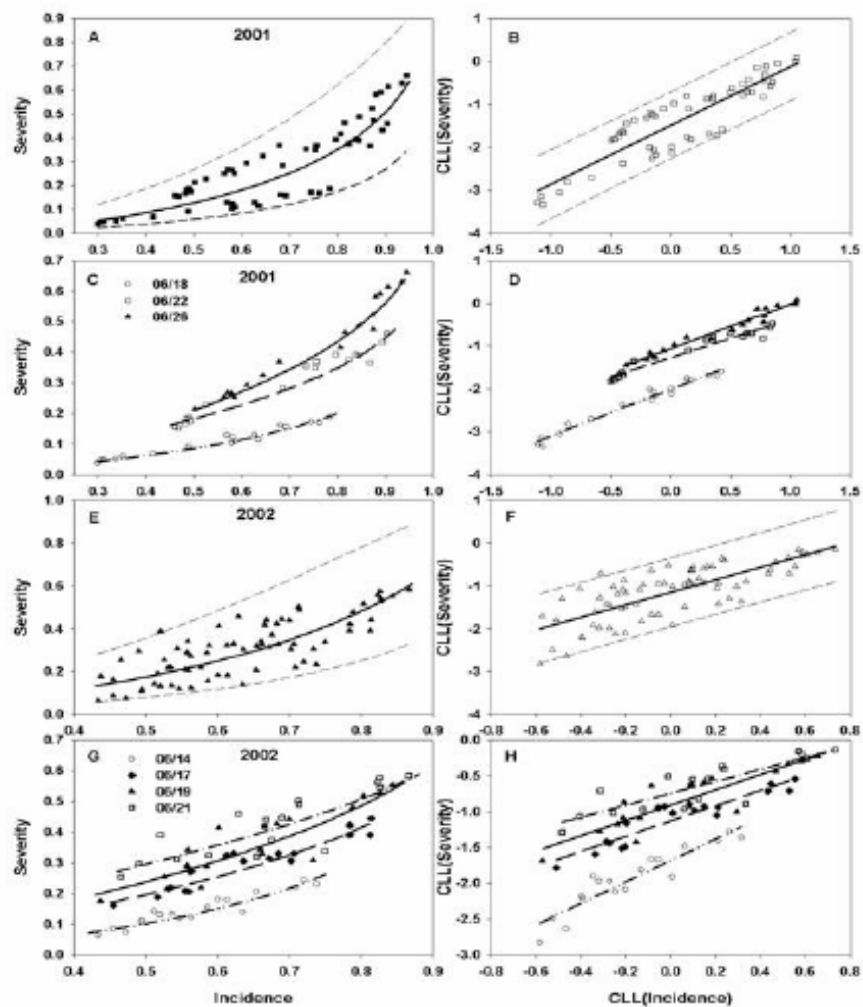 A
2001
Severity
0.9
0.8
0.7
0.6
0.5
0.4
0.3
0.2
0.1
0.0
0.3 0.4 0.5 0.6 0.7 0.8 0.9 1.0
B
CLL(Severity)
0
-1
-2
-3
-4
-1.5 -1.0 -0.5 0.0 0.5 1.0 1.5
C
2001
06/18
06/22
06/26
Severity
0.7
0.6
0.5
0.4
0.3
0.2
0.1
0.0
0.3 0.4 0.5 0.6 0.7 0.8 0.9 1.0
D
CLL(Severity)
0
-1
-2
-3
-4
-1.5 -1.0 -0.5 0.0 0.5 1.0 1.5
E
2002
Severity
1.0
0.8
0.6
0.4
0.2
0.0
0.4 0.5 0.6 0.7 0.8 0.9
F
CLL(Severity)
0
-1
-2
-3
-4
-0.8 -0.6 -0.4 -0.2 0.0 0.2 0.4 0.6 0.8
G
2002
06/14
06/17
06/19
06/21
Severity
0.7
0.6
0.5
0.4
0.3
0.2
0.1
0.0
0.4 0.5 0.6 0.7 0.8 0.9
Incidence
H
CLL(Severity)
0.0
-0.5
-1.0
-1.5
-2.0
-2.5
-3.0
-0.8 -0.6 -0.4 -0.2 0.0 0.2 0.4 0.6 0.8
CLL(Incidence)